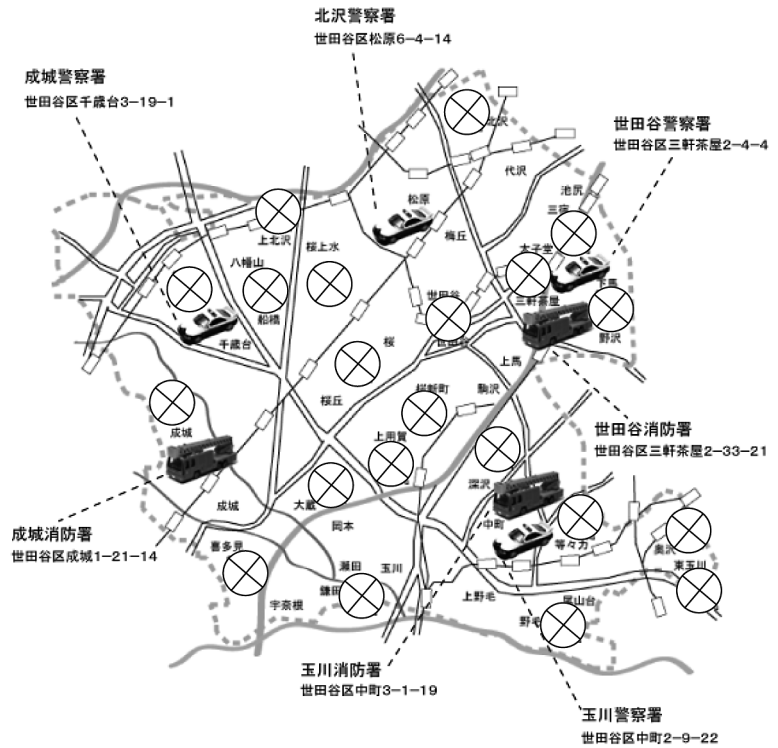 北沢警察署
世田谷区松原6-4-14
成城警察署
世田谷区千歳台3-19-1
世田谷警察署
世田谷区三軒茶屋2-4-4
北沢
代沢
池尻
三宿
松原
梅丘
太子堂
上北沢
桜上水
八幡山
世田谷
三軒茶屋
下馬
船橋
野沢
千歳台
桜
上馬
桜丘
桜新町
駒沢
成城
上用賀
世田谷消防署
世田谷区三軒茶屋2-33-21
深沢
成城
大蔵
岡本
中町
成城消防署
世田谷区成城1-21-14
喜多見
等々力
奥沢
瀬田
玉川
東玉川
鎌田
宇奈根
上野毛
尾山台
野毛
玉川消防署
世田谷区中町3-1-19
玉川警察署
世田谷区中町2-9-22